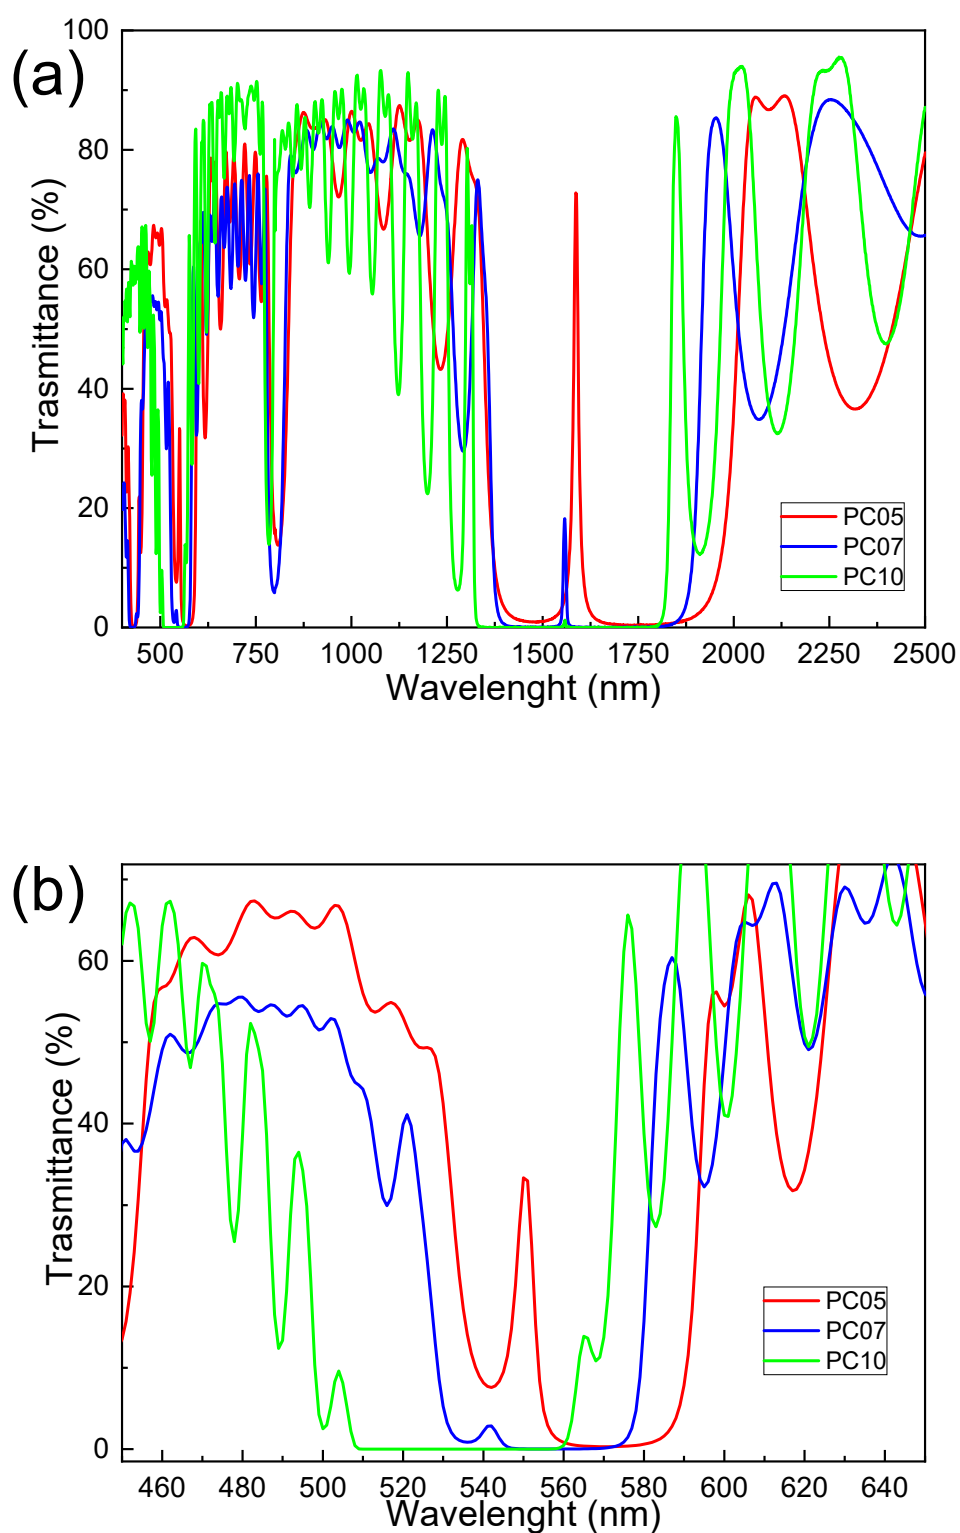 (a)
Trasmittance (%)
100
80
60
40
20
0
PC05
PC07
PC10
500 750 1000 1250 1500 1750 2000 2250 2500
Wavelenght (nm)
(b)
Trasmittance (%)
60
40
20
0
PC05
PC07
PC10
460 480 500 520 540 560 580 600 620 640
Wavelenght (nm)